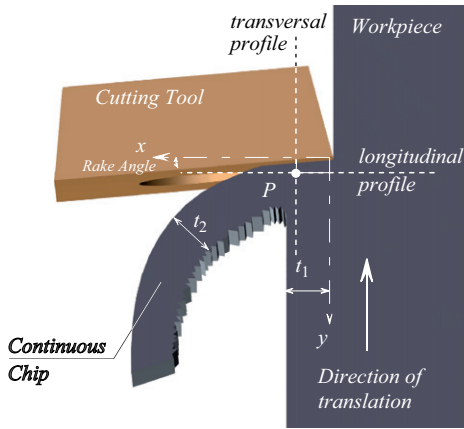 transversal
profile
Workpiece
Cutting Tool
x
Rake Angle
longitudinal
profile
P
t2
t1
y
Continuous
Chip
Direction of
translation